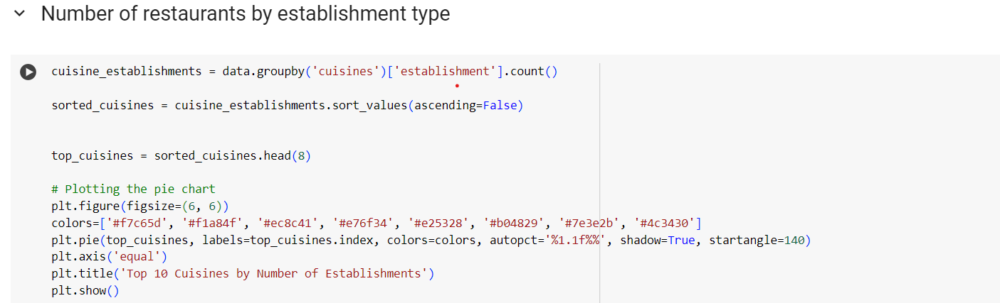 Number of restaurants by establishment type
cuisine_establishments = data.groupby('cuisines')['establishment'].count()
sorted_cuisines = cuisine_establishments.sort_values(ascending=False)
top_cuisines = sorted_cuisines.head(8)
# Plotting the pie chart
plt.figure(figsize=(6, 6))
colors=['#f7c65d', '#f1a84f', '#ec8c41', '#e76f34', '#e25328', '#b04829', '#7e3e2b', '#4c3430']
plt.pie(top_cuisines, labels=top_cuisines.index, colors=colors, autopct='%1.1f%%', shadow=True, startangle=140)
plt.axis('equal')
plt.title('Top 10 Cuisines by Number of Establishments')
plt.show()